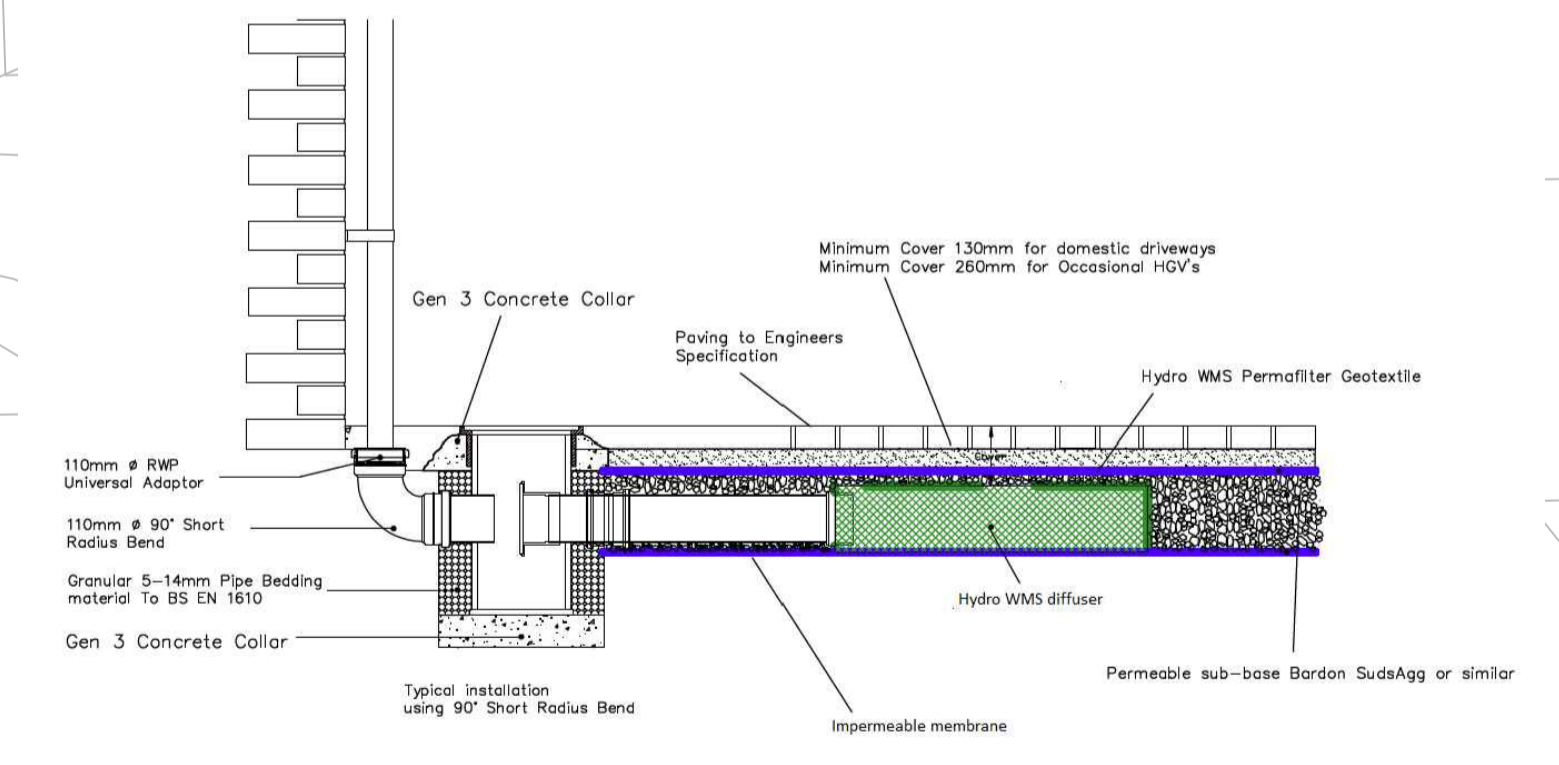 Minimum Cover 130mm for domestic driveways
Minimum Cover 260mm for Occasional HGV's
Gen 3 Concrete Collar
Paving to Engineers
Specification
Hydro WMS Permafilter Geotextile
Cover
110mm ø RWP
Universal Adaptor
110mm ø 90° Short
Radius Bend
Granular 5-14mm Pipe Bedding
material To BS EN 1610
Gen 3 Concrete Collar
Hydro WMS diffuser
Permeable sub-base Bardon SudsAgg or similar
Typical installation
using 90° Short Radius Bend
Impermeable membrane